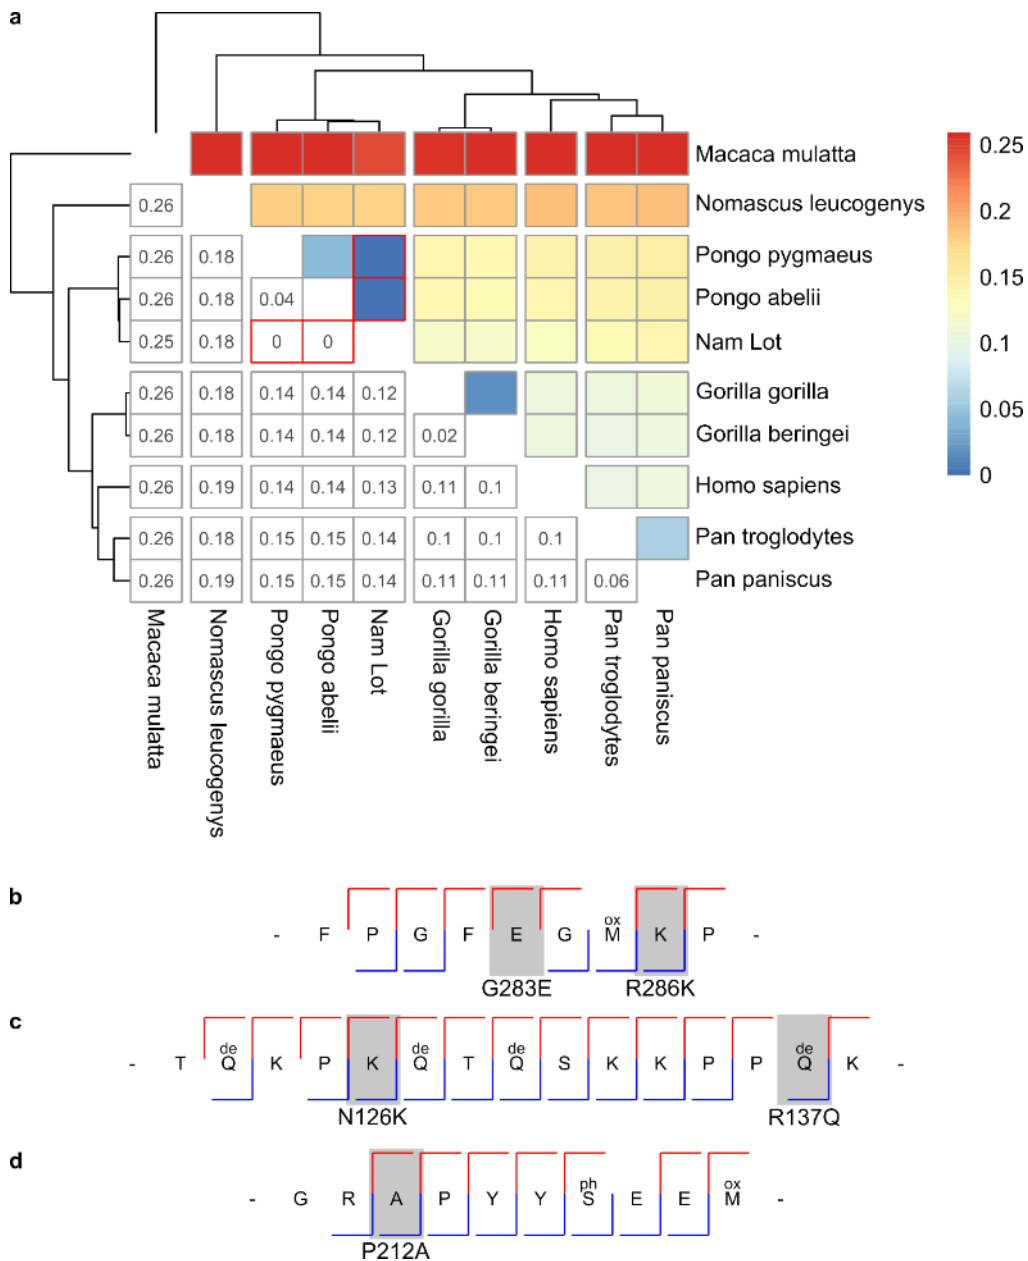 a
Macaca mulatta
0.26 Nomascus leucogenys
0.26 0.18 Pongo pygmaeus
0.26 0.18 0.04 Pongo abelii
0.25 0.18 0 0 Nam Lot
0.26 0.18 0.14 0.14 0.12 Gorilla gorilla
0.26 0.18 0.14 0.14 0.12 0.02 Gorilla beringei
0.26 0.19 0.14 0.14 0.13 0.11 0.1 Homo sapiens
0.26 0.18 0.15 0.15 0.14 0.1 0.1 0.1 Pan troglodytes
0.26 0.19 0.15 0.15 0.14 0.11 0.11 0.11 0.06 Pan paniscus
0.25
0.2
0.15
0.1
0.05
0
Macaca mulatta
Nomascus leucogenys
Pongo pygmaeus
Pongo abelii
Nam Lot
Gorilla gorilla
Gorilla beringei
Homo sapiens
Pan troglodytes
Pan paniscus
b
ox
- F P G F E G M K P -
G283E R286K
c
de de de de
- T Q K P K Q T Q S K K P P Q K -
N126K R137Q
d
ph ox
- G R A P Y Y S E E M -
P212A